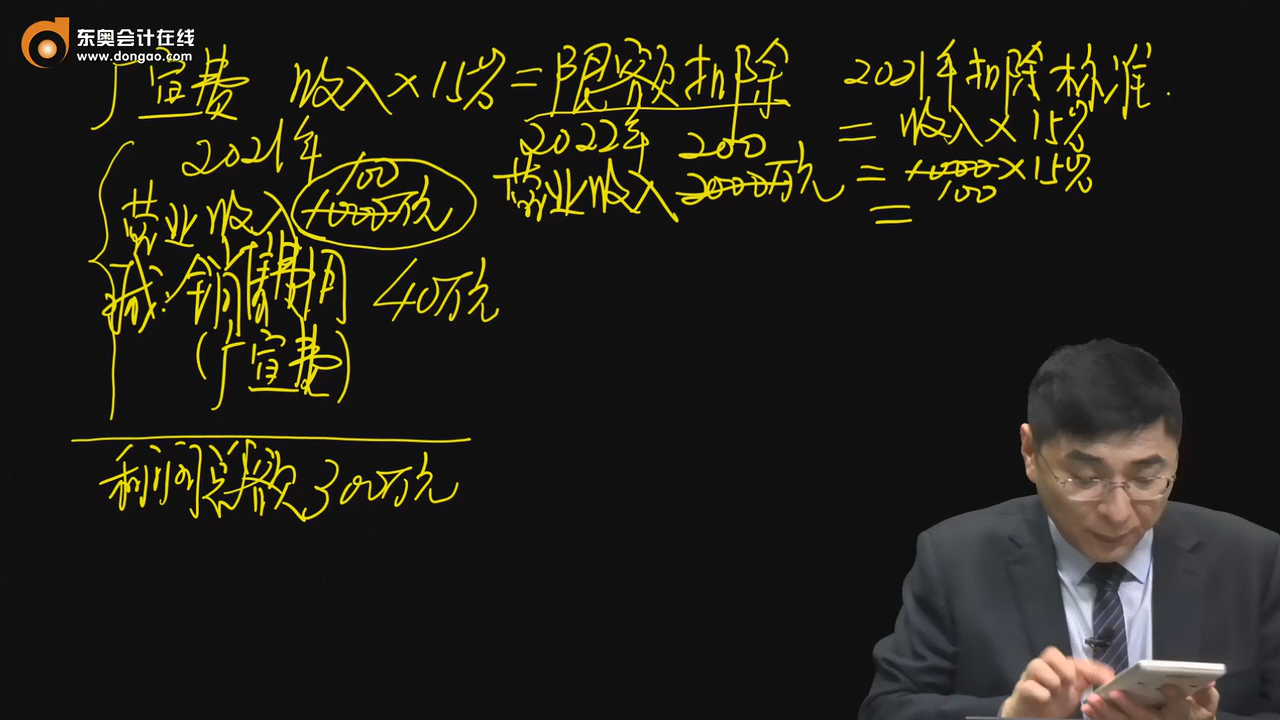 东奥会计在线
www.dongao.com
广宣费 收入×15%=限额扣除
2021年
营业收入 100
1000万元
减:销售费用 40万元
(广宣费)
利润总额 300万元
2022年 200
营业收入 2000万元
2021年扣除标准.
=收入×15%
=1000×15%
100
=